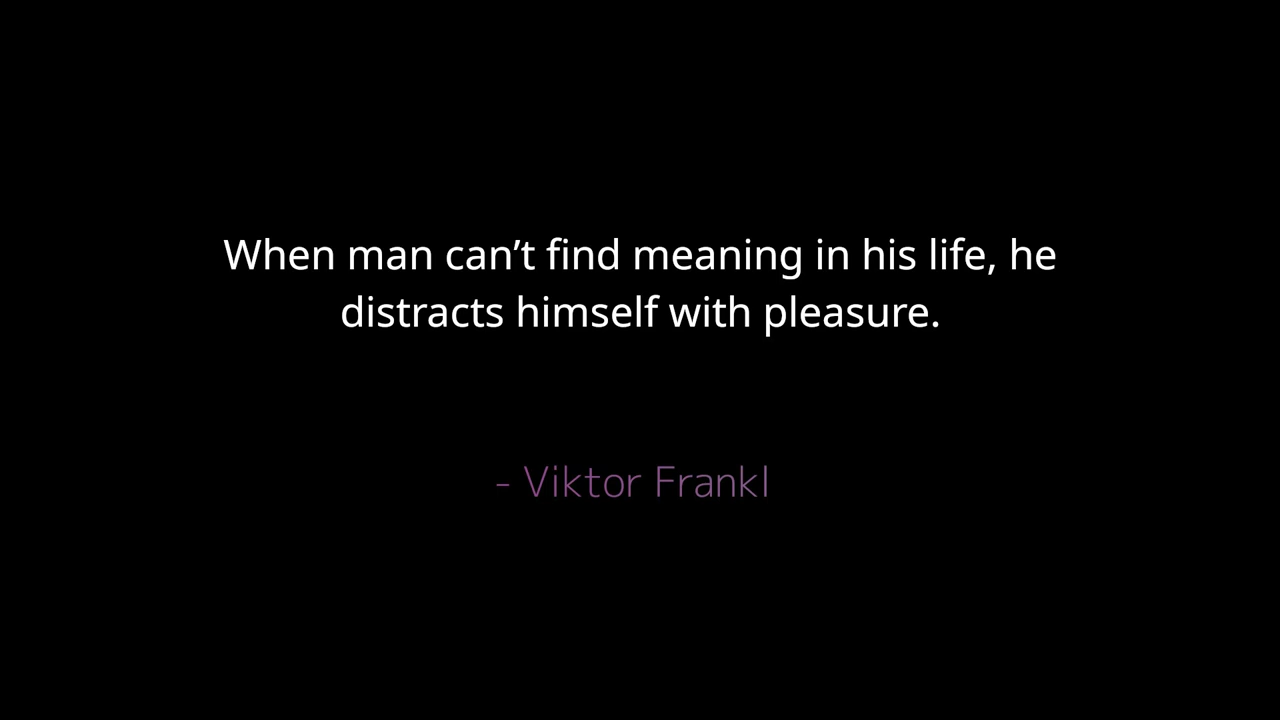 When man can’t find meaning in his life, he
distracts himself with pleasure.
- Viktor Frankl